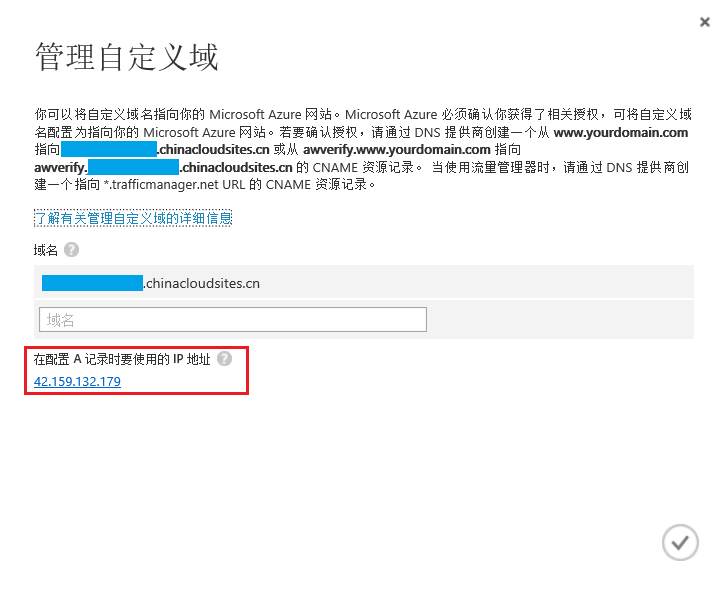 管理自定义域
你可以将自定义域名指向你的 Microsoft Azure 网站。Microsoft Azure 必须确认你获得了相关授权，可将自定义域
名配置为指向你的 Microsoft Azure 网站。若要确认授权，请通过 DNS 提供商创建一个从 www.yourdomain.com
指向 .chinacloudsites.cn 或从 awverify.www.yourdomain.com 指向
awverify. .chinacloudsites.cn 的 CNAME 资源记录。 当使用流量管理器时，请通过 DNS 提供商创
建一个指向 *.trafficmanager.net URL 的 CNAME 资源记录。
了解有关管理自定义域的详细信息
域名 ?
.chinacloudsites.cn
域名
在配置 A 记录时要使用的 IP 地址 ?
42.159.132.179